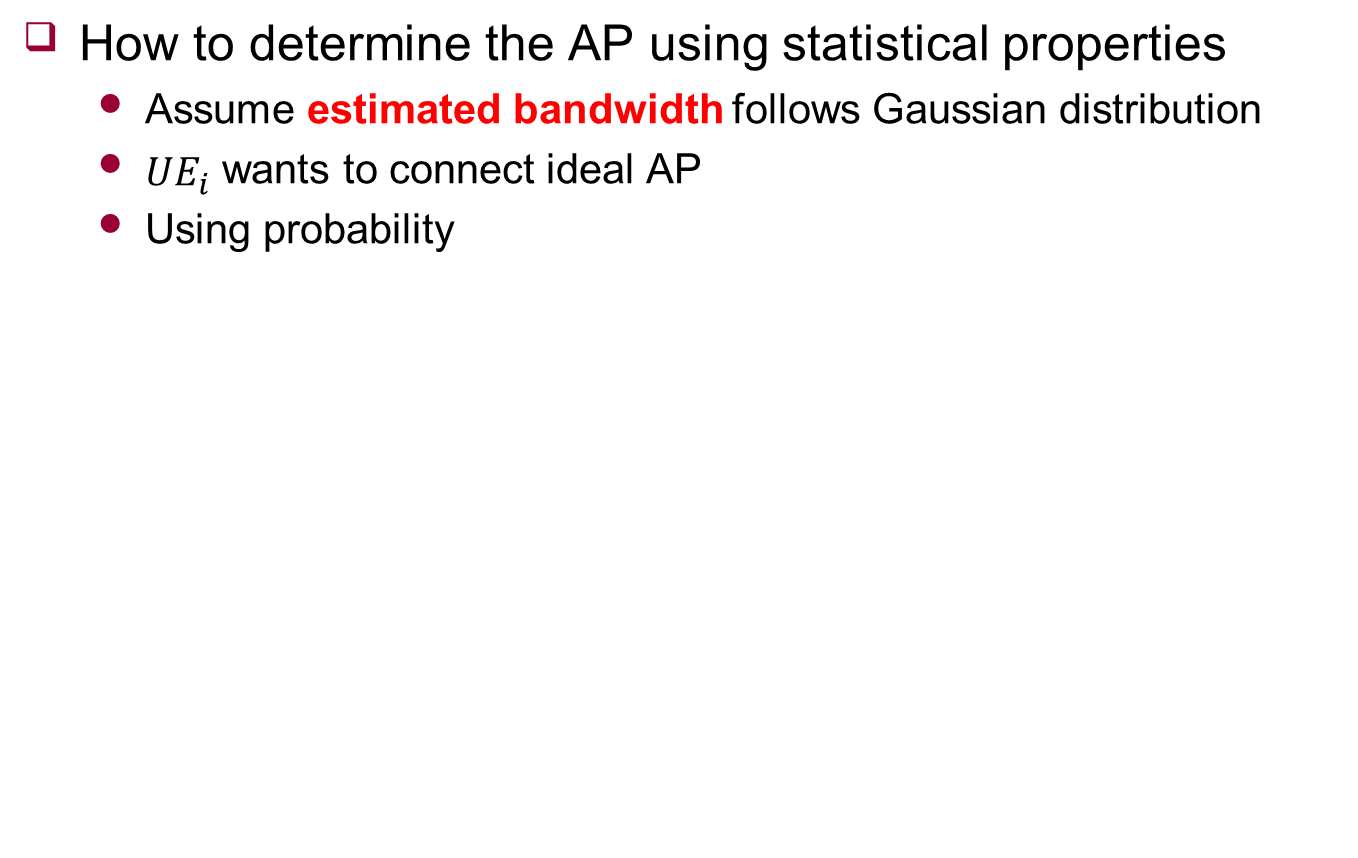 How to determine the AP using statistical properties
Assume estimated bandwidth follows Gaussian distribution
𝑈𝐸ᵢ wants to connect ideal AP
Using probability